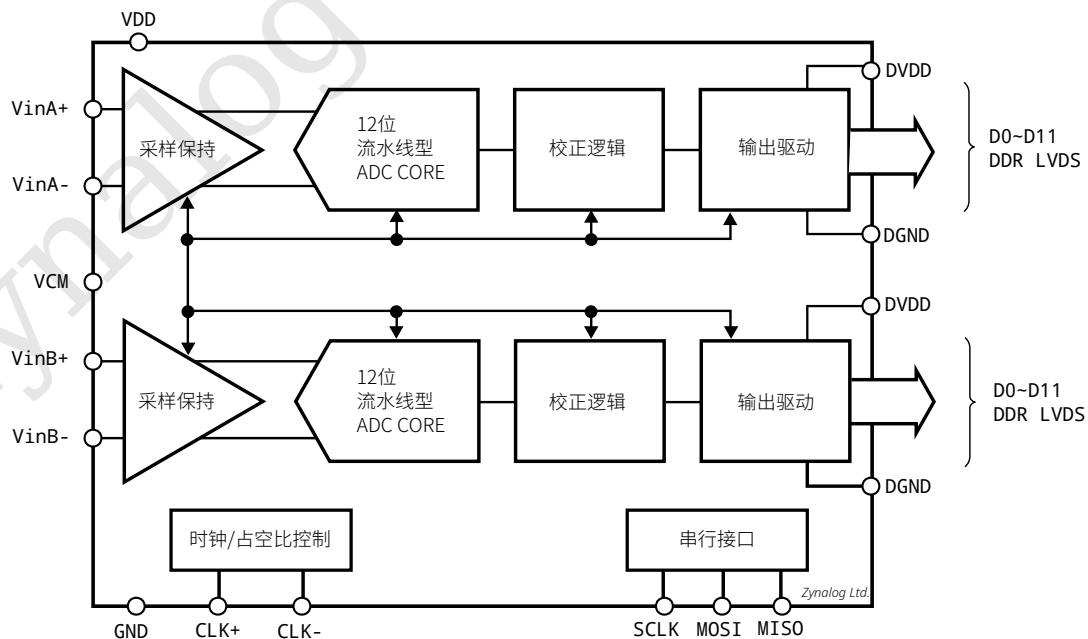 VDD
DVDD
VinA+
12位
流水线型
ADC CORE
采样保持
校正逻辑
输出驱动
D0~D11
DDR LVDS
VinA-
DGND
VCM
DVDD
VinB+
12位
流水线型
ADC CORE
采样保持
校正逻辑
输出驱动
D0~D11
DDR LVDS
VinB-
DGND
时钟/占空比控制
串行接口
Zynalog Ltd.
GND
CLK+
CLK-
SCLK
MOSI
MISO
ynalog